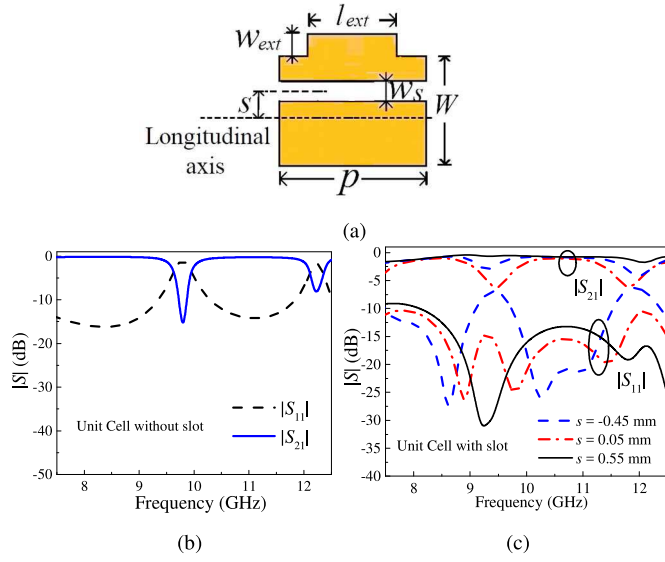 l_ext
w_ext
s
w_s
W
Longitudinal
axis
p
(a)
0
-10
-20
-30
-40
-50
|S| (dB)
|S₁₁|
|S₂₁|
Unit Cell without slot
8 9 10 11 12
Frequency (GHz)
(b)
0
-5
-10
-15
-20
-25
-30
-35
-40
|S| (dB)
|S₂₁|
|S₁₁|
s = -0.45 mm
s = 0.05 mm
s = 0.55 mm
Unit Cell with slot
8 9 10 11 12
Frequency (GHz)
(c)